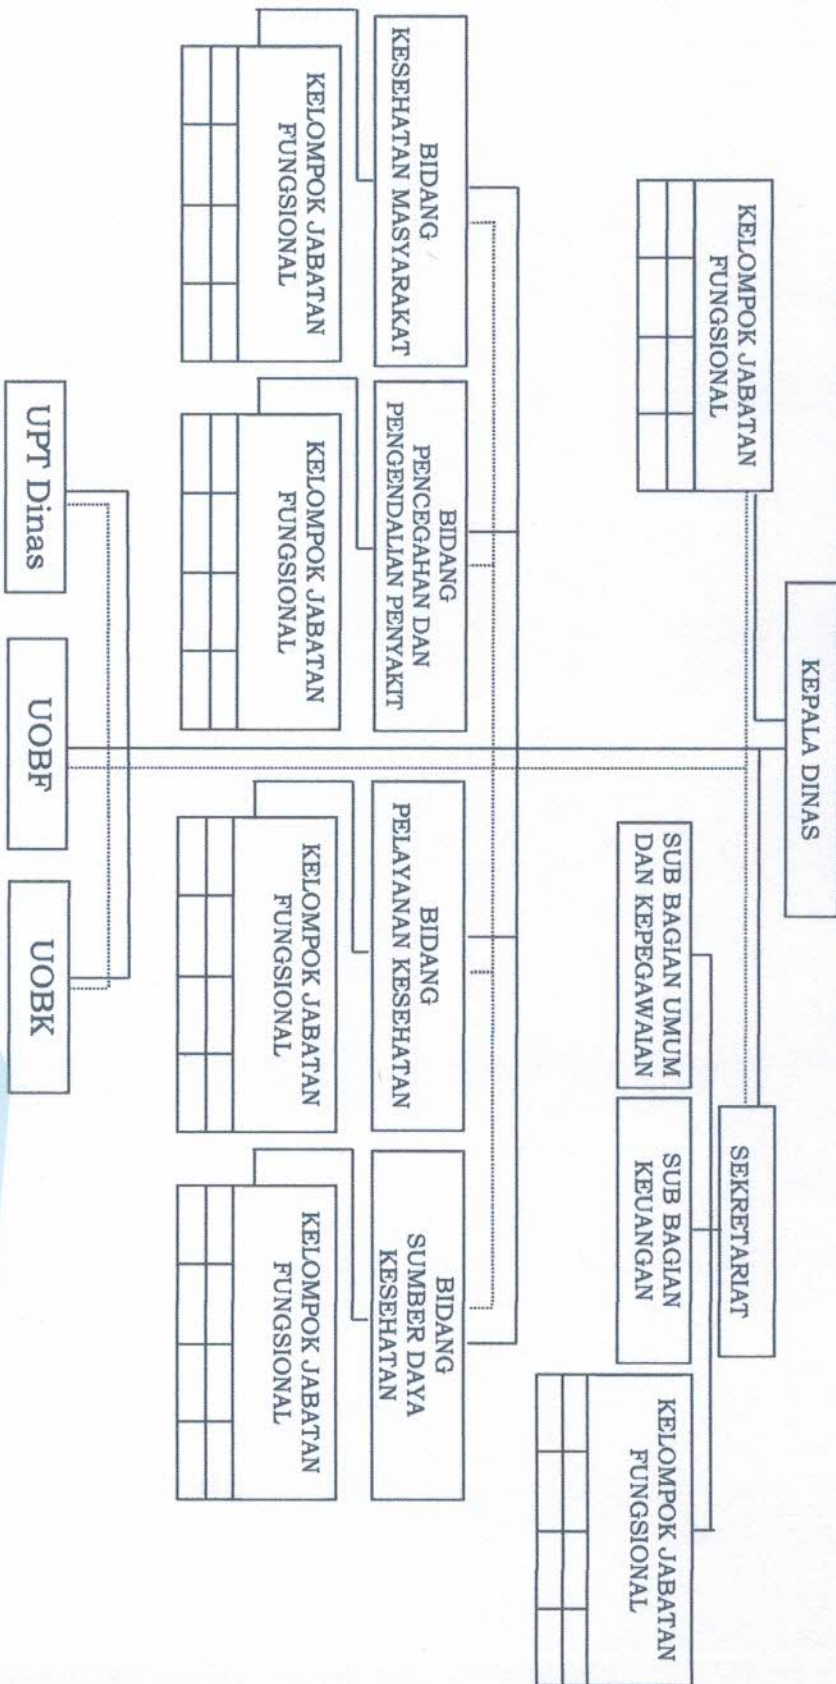 KEPALA DINAS
KELOMPOK JABATAN
FUNGSIONAL
SEKRETARIAT
SUB BAGIAN UMUM
DAN KEPEGAWAIAN
SUB BAGIAN
KEUANGAN
KELOMPOK JABATAN
FUNGSIONAL
BIDANG
KESEHATAN MASYARAKAT
BIDANG
PENCEGAHAN DAN
PENGENDALIAN PENYAKIT
BIDANG
PELAYANAN KESEHATAN
BIDANG
SUMBER DAYA
KESEHATAN
KELOMPOK JABATAN
FUNGSIONAL
KELOMPOK JABATAN
FUNGSIONAL
KELOMPOK JABATAN
FUNGSIONAL
KELOMPOK JABATAN
FUNGSIONAL
UPT Dinas
UOBF
UOBK